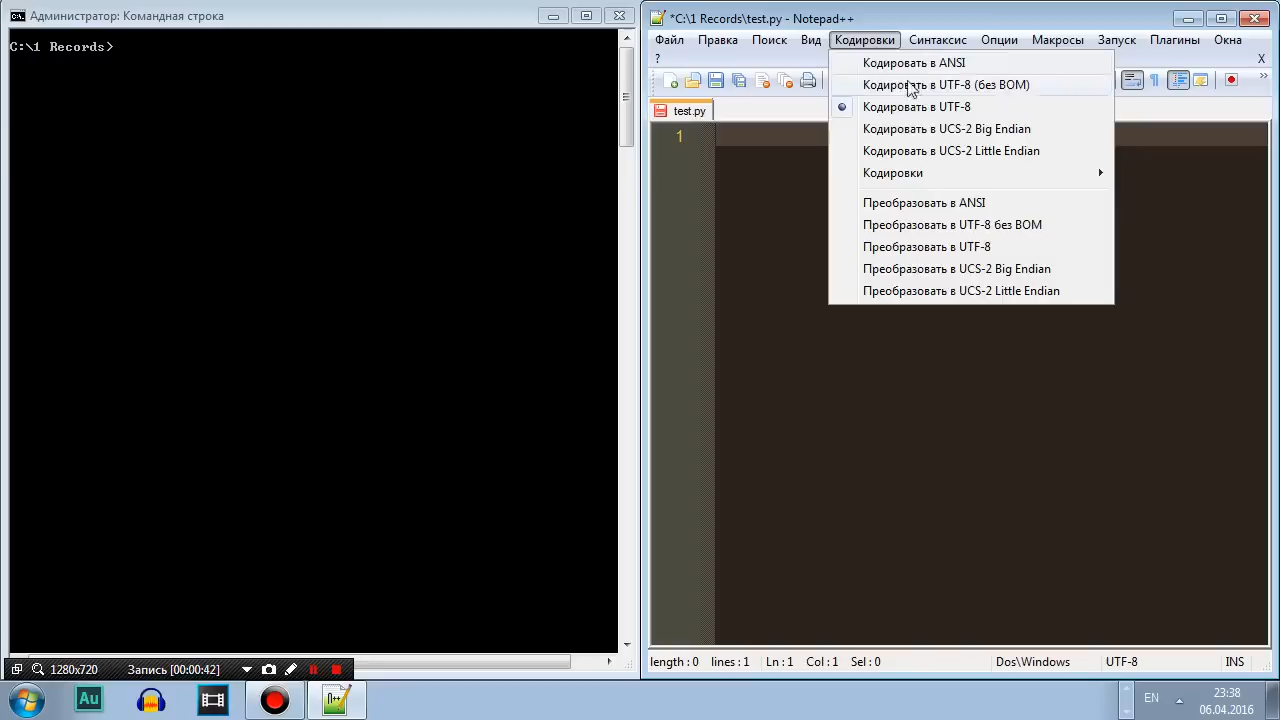 Администратор: Командная строка
C:\1 Records>
*C:\1 Records\test.py - Notepad++
Файл Правка Поиск Вид Кодировки Синтаксис Опции Макросы Запуск Плагины Окна
? X
test.py
1
Кодировать в ANSI
Кодировать в UTF-8 (без BOM)
Кодировать в UTF-8
Кодировать в UCS-2 Big Endian
Кодировать в UCS-2 Little Endian
Кодировки
Преобразовать в ANSI
Преобразовать в UTF-8 без BOM
Преобразовать в UTF-8
Преобразовать в UCS-2 Big Endian
Преобразовать в UCS-2 Little Endian
length : 0 lines : 1 Ln : 1 Col : 1 Sel : 0 Dos\Windows UTF-8 INS
1280x720 Запись [00:00:42]
Au
n++
EN
23:38
06.04.2016